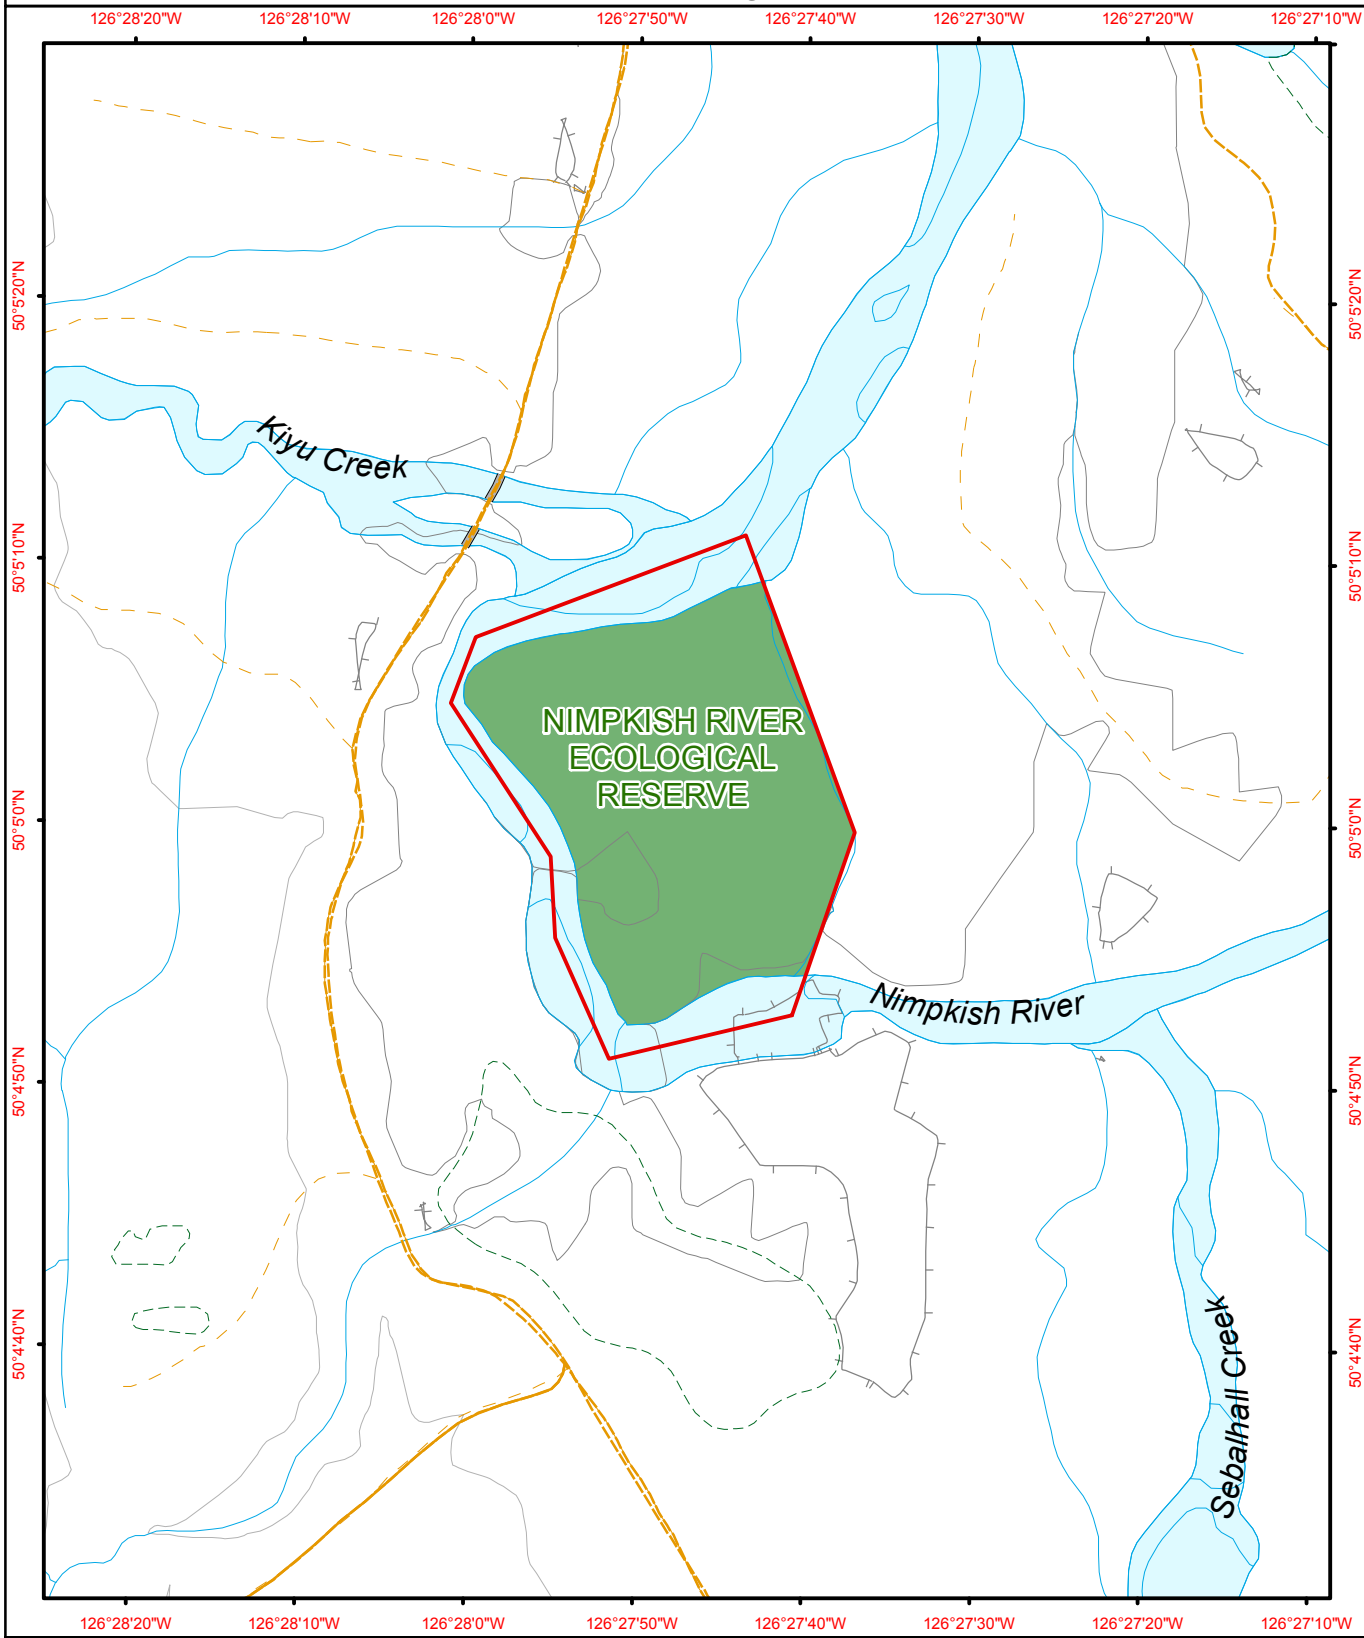 126°28'20"W 126°28'10"W 126°28'0"W 126°27'50"W 126°27'40"W 126°27'30"W 126°27'20"W 126°27'10"W
50°5'20"N 50°5'20"N
Kiyu Creek
50°5'10"N 50°5'10"N
NIMPKISH RIVER
ECOLOGICAL
RESERVE
50°5'0"N 50°5'0"N
Nimpkish River
50°4'50"N 50°4'50"N
50°4'40"N 50°4'40"N
Sebalhall Creek
126°28'20"W 126°28'10"W 126°28'0"W 126°27'50"W 126°27'40"W 126°27'30"W 126°27'20"W 126°27'10"W